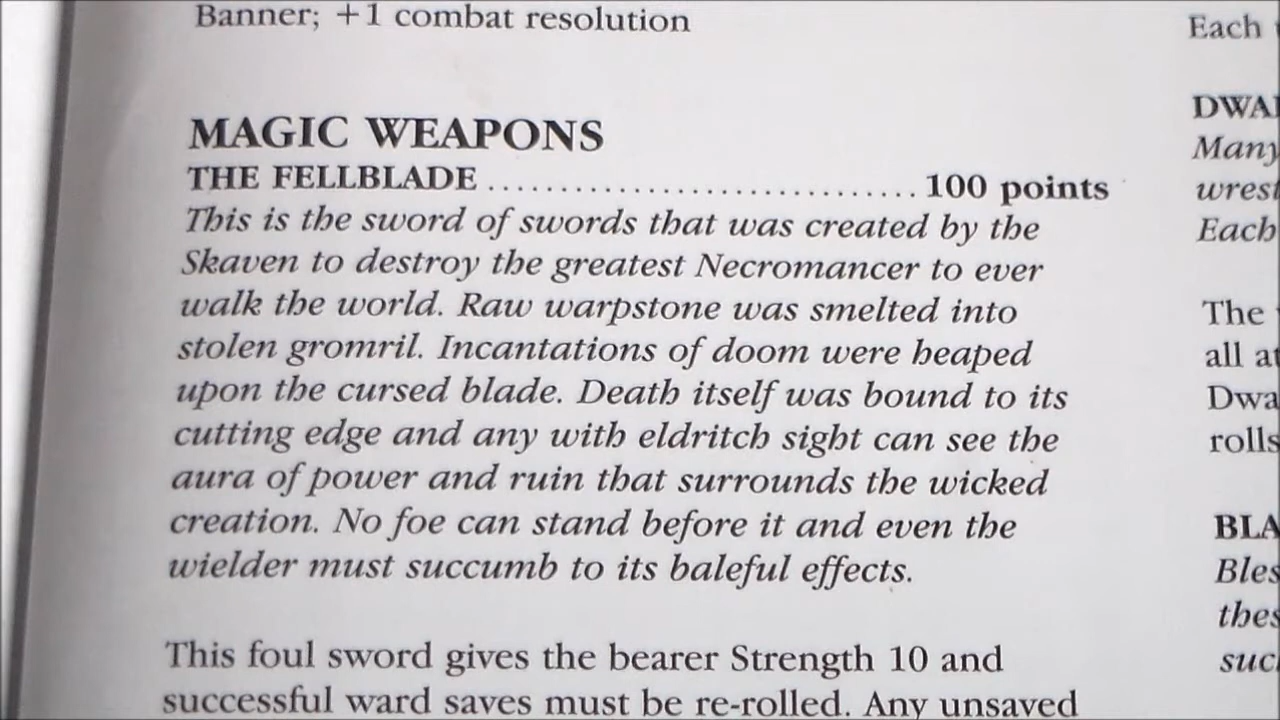 Banner; +1 combat resolution
MAGIC WEAPONS
THE FELLBLADE .............................. 100 points
This is the sword of swords that was created by the
Skaven to destroy the greatest Necromancer to ever
walk the world. Raw warpstone was smelted into
stolen gromril. Incantations of doom were heaped
upon the cursed blade. Death itself was bound to its
cutting edge and any with eldritch sight can see the
aura of power and ruin that surrounds the wicked
creation. No foe can stand before it and even the
wielder must succumb to its baleful effects.
This foul sword gives the bearer Strength 10 and
successful ward saves must be re-rolled. Any unsaved
Each
Many
Each
The
all
rolls